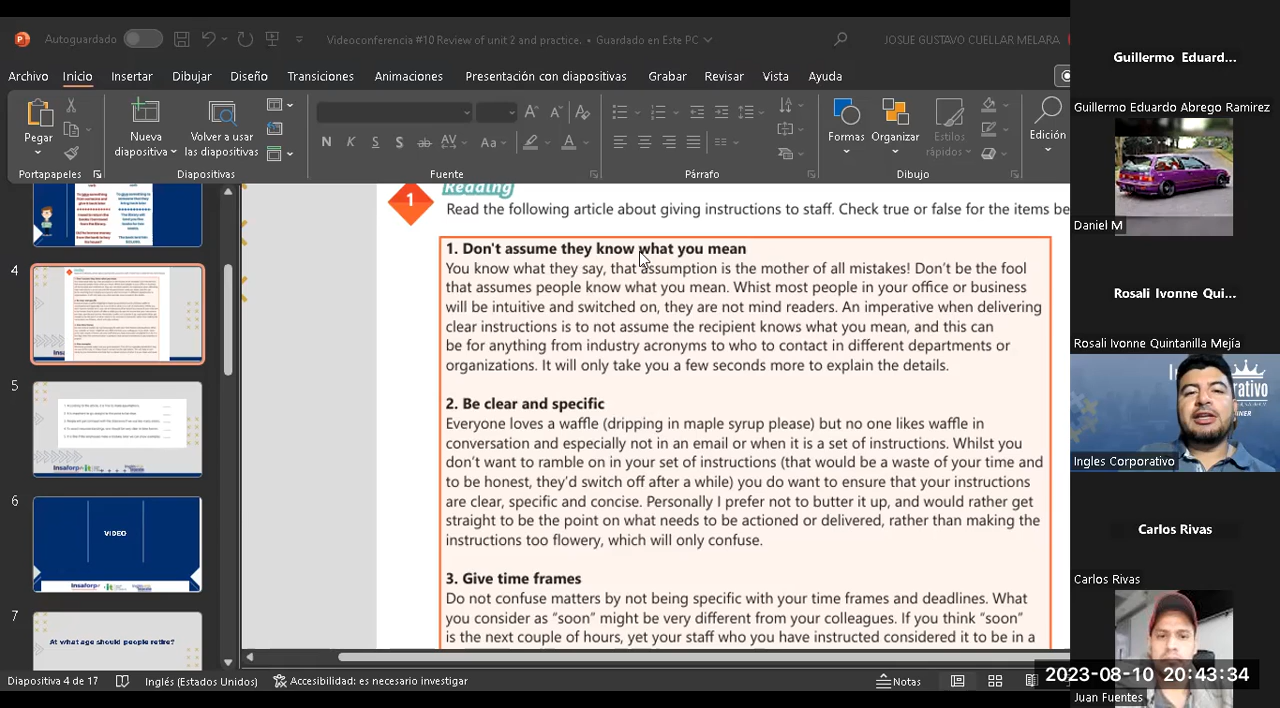 Autoguardado
Videoconferencia #10 Review of unit 2 and practice. • Guardado en Este PC
JOSUE GUSTAVO CUELLAR MELARA
Archivo Inicio Insertar Dibujar Diseño Transiciones Animaciones Presentación con diapositivas Grabar Revisar Vista Ayuda
Pegar
Nueva diapositiva
Volver a usar las diapositivas
Formas
Organizar
Estilos rápidos
Edición
N K S S ab AV Aa A
Portapapeles Diapositivas Fuente Párrafo Dibujo
4
5
6
VIDEO
Insaforp
7
At what age should people retire?
1
Reading
Read the following article about giving instructions to staff. Check true or false for the items be
1. Don't assume they know what you mean
You know what they say, that assumption is the mother of all mistakes! Don't be the fool
that assumes people know what you mean. Whist most people in your office or business
will be intuitive and switched on, they are not mind readers. An imperative when delivering
clear instructions is to not assume the recipient knows what you mean, and this can
be for anything from industry acronyms to who to contact in different departments or
organizations. It will only take you a few seconds more to explain the details.
2. Be clear and specific
Everyone loves a waffle (dripping in maple syrup please) but no one likes waffle in
conversation and especially not in an email or when it is a set of instructions. Whilst you
don't want to ramble on in your set of instructions (that would be a waste of your time and
to be honest, they'd switch off after a while) you do want to ensure that your instructions
are clear, specific and concise. Personally I prefer not to butter it up, and would rather get
straight to be the point on what needs to be actioned or delivered, rather than making the
instructions too flowery, which will only confuse.
3. Give time frames
Do not confuse matters by not being specific with your time frames and deadlines. What
you consider as "soon" might be very different from your colleagues. If you think "soon"
is the next couple of hours, yet your staff who you have instructed considered it to be in a
Diapositiva 4 de 17
Inglés (Estados Unidos)
Accesibilidad: es necesario investigar
Notas
Guillermo Eduard...
Guillermo Eduardo Abrego Ramirez
Daniel M
Rosali Ivonne Qui...
Rosali Ivonne Quintanilla Mejía
Ingles Corporativo
Carlos Rivas
Carlos Rivas
2023-08-10 20:43:34
Juan Fuentes